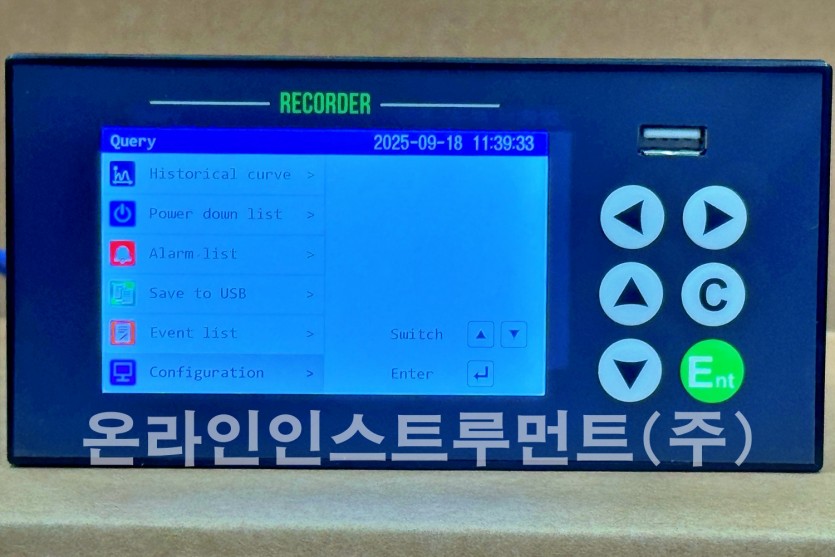 RECORDER
Query 2025-09-18 11:39:33
Historical curve >
Power down list >
Alarm list >
Save to USB >
Event list >
Switch ▲ ▼
Configuration >
Enter ↵
C
Ent
온라인인스트루먼트(주)